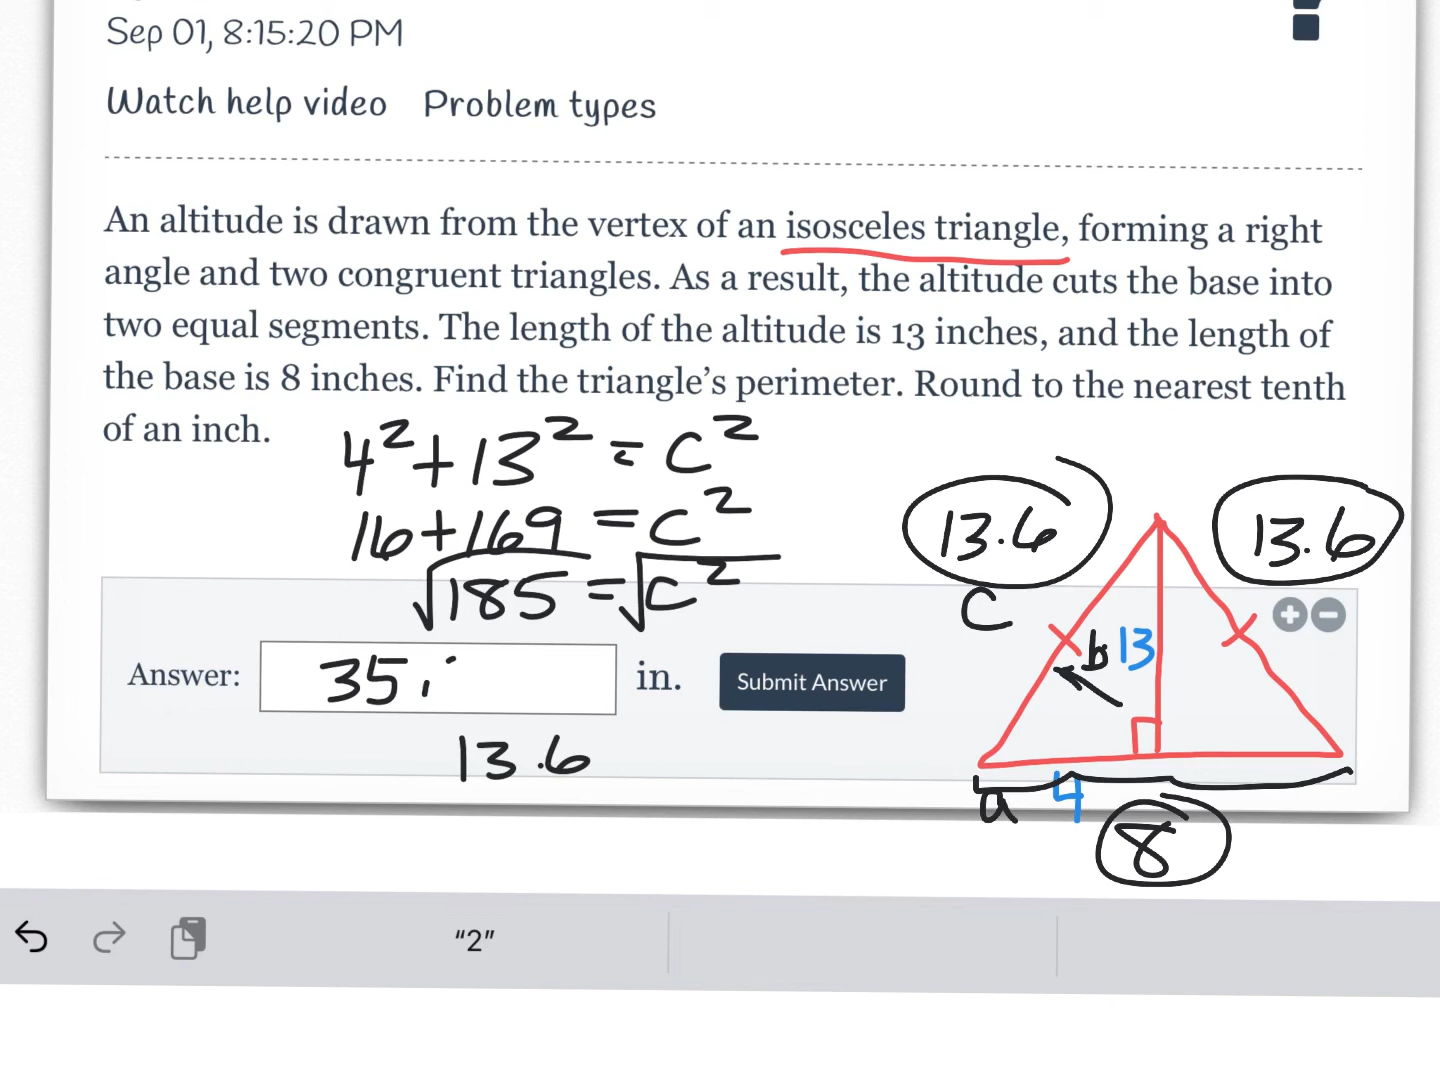 Sep 01, 8:15:20 PM
Watch help video Problem types
An altitude is drawn from the vertex of an isosceles triangle, forming a right
angle and two congruent triangles. As a result, the altitude cuts the base into
two equal segments. The length of the altitude is 13 inches, and the length of
the base is 8 inches. Find the triangle's perimeter. Round to the nearest tenth
of an inch.
4² + 13² = c²
16 + 169 = c²
√185 = √c²
13.6 13.6
C
b 13
Answer: 35. in. Submit Answer
13.6
a 4
8
"2"